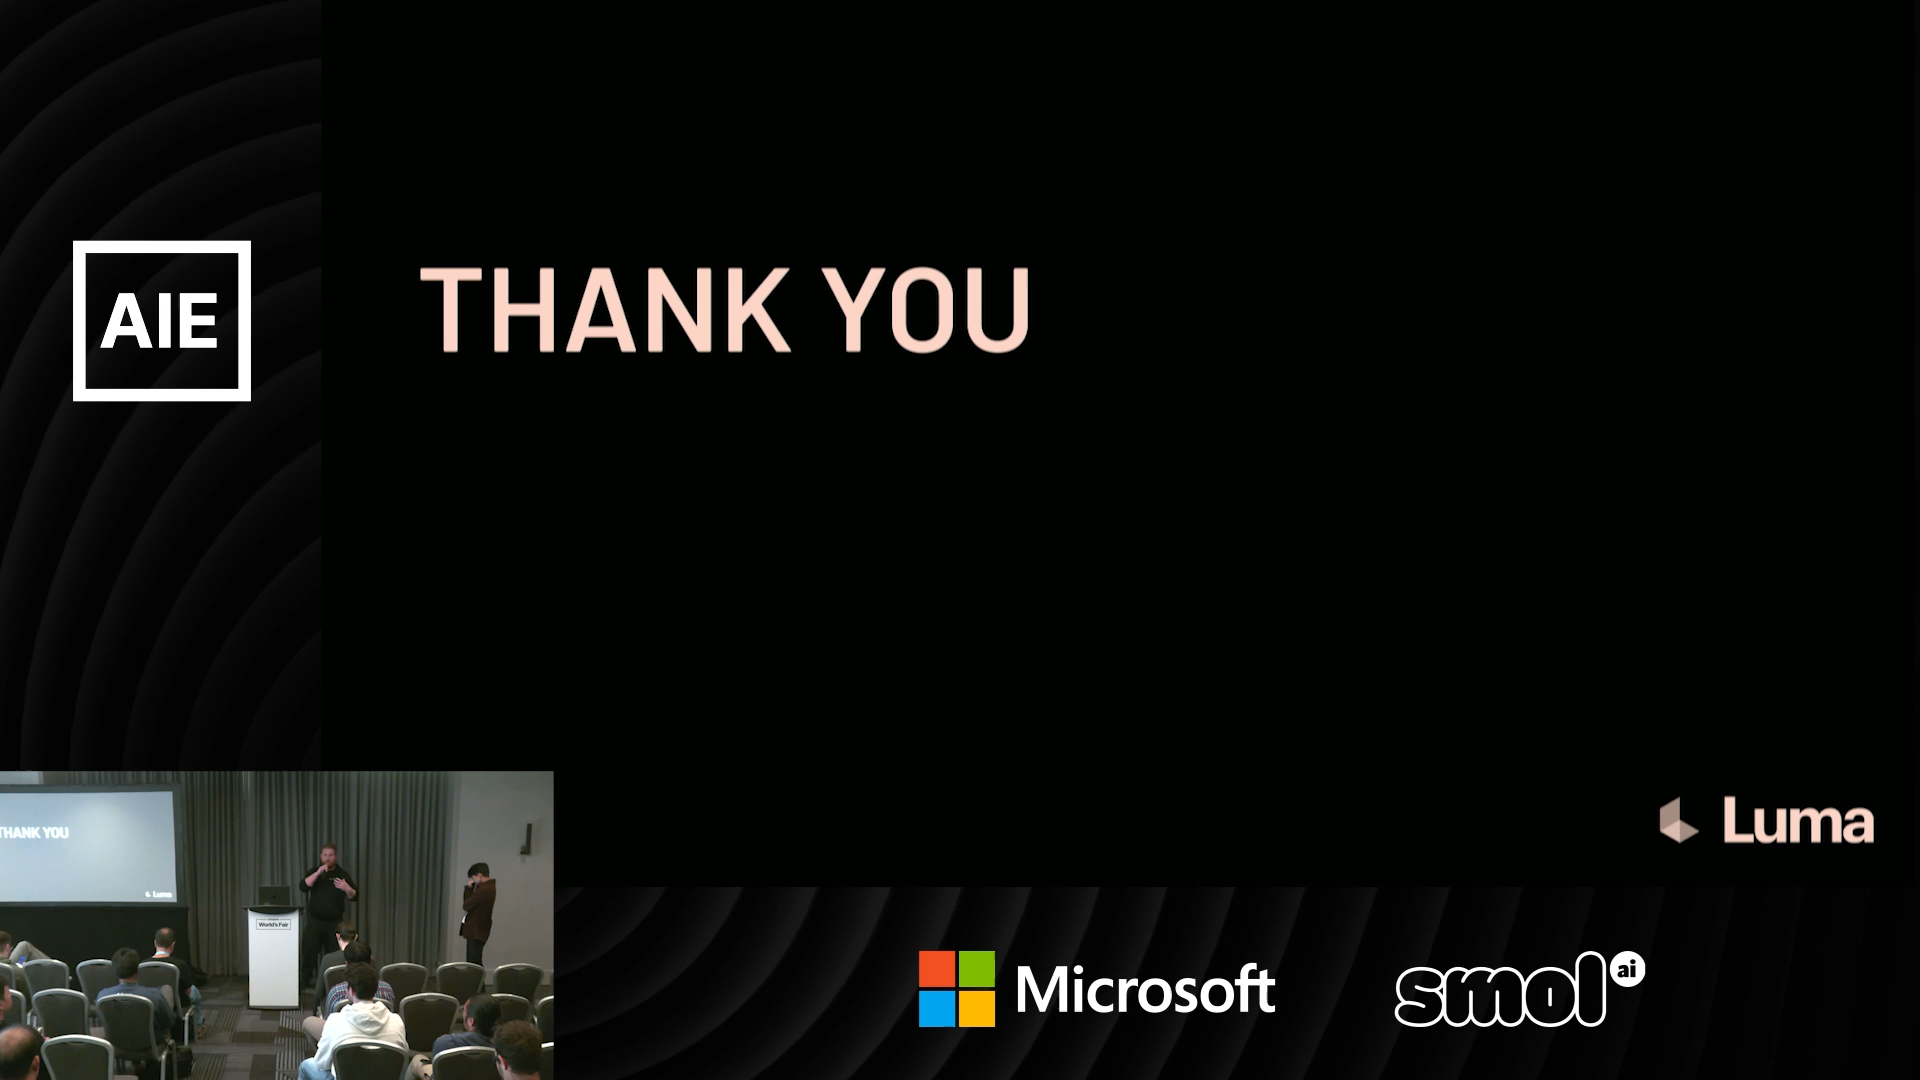 AIE
THANK YOU
Luma
THANK YOU
Luma
World's Fair
Microsoft
smol ai